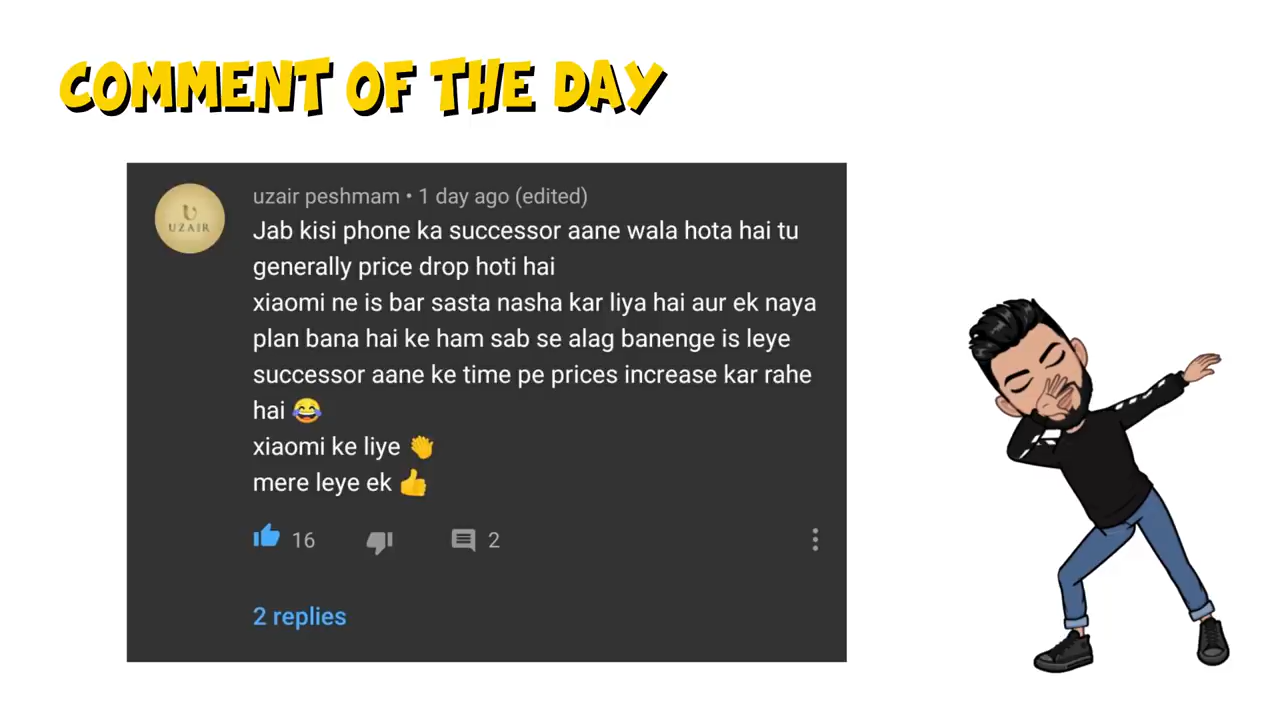 COMMENT OF THE DAY
uzair peshmam • 1 day ago (edited)
U
UZAIR
Jab kisi phone ka successor aane wala hota hai tu
generally price drop hoti hai
xiaomi ne is bar sasta nasha kar liya hai aur ek naya
plan bana hai ke ham sab se alag banenge is leye
successor aane ke time pe prices increase kar rahe
hai 😂
xiaomi ke liye 👏
mere leye ek 👍
16 2
2 replies